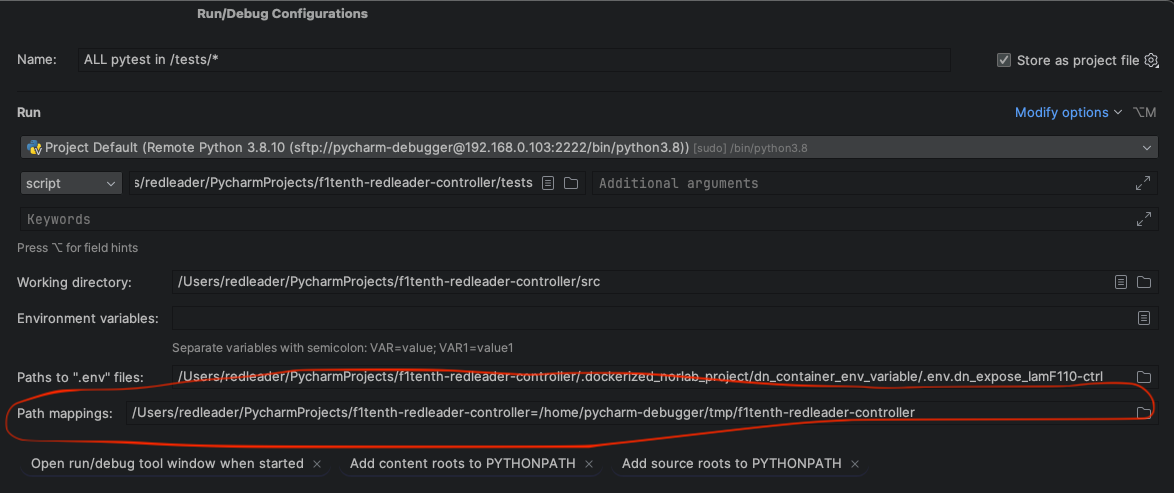 Run/Debug Configurations
Name: ALL pytest in /tests/* Store as project file
Run Modify options ⌥M
Project Default (Remote Python 3.8.10 (sftp://pycharm-debugger@192.168.0.103:2222/bin/python3.8)) [sudo] /bin/python3.8
script s/redleader/PycharmProjects/f1tenth-redleader-controller/tests Additional arguments
Keywords
Press ⌥ for field hints
Working directory: /Users/redleader/PycharmProjects/f1tenth-redleader-controller/src
Environment variables:
Separate variables with semicolon: VAR=value; VAR1=value1
Paths to ".env" files: /Users/redleader/PycharmProjects/f1tenth-redleader-controller/.dockerized_norlab_project/dn_container_env_variable/.env.dn_expose_lamF110-ctrl
Path mappings: /Users/redleader/PycharmProjects/f1tenth-redleader-controller=/home/pycharm-debugger/tmp/f1tenth-redleader-controller
Open run/debug tool window when started × Add content roots to PYTHONPATH × Add source roots to PYTHONPATH ×